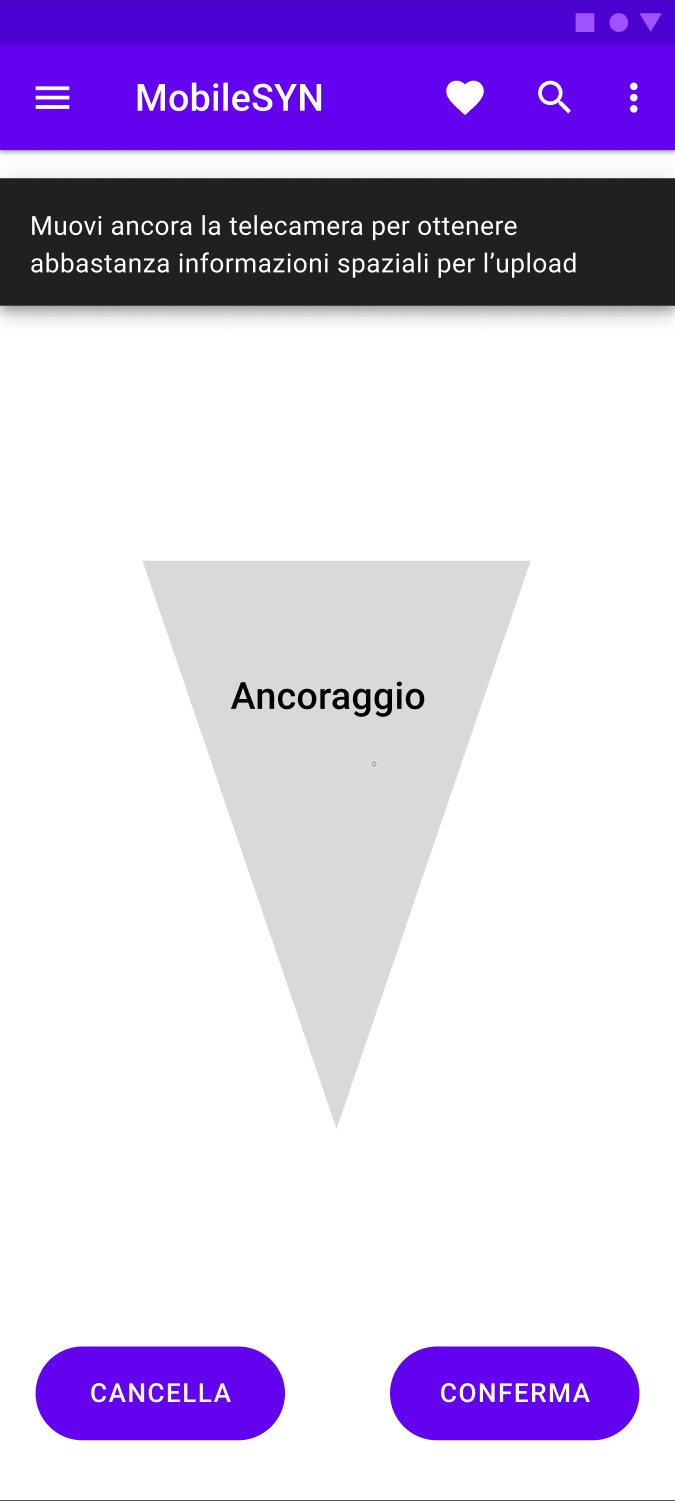 MobileSYN
Muovi ancora la telecamera per ottenere
abbastanza informazioni spaziali per l’upload
Ancoraggio
CANCELLA
CONFERMA